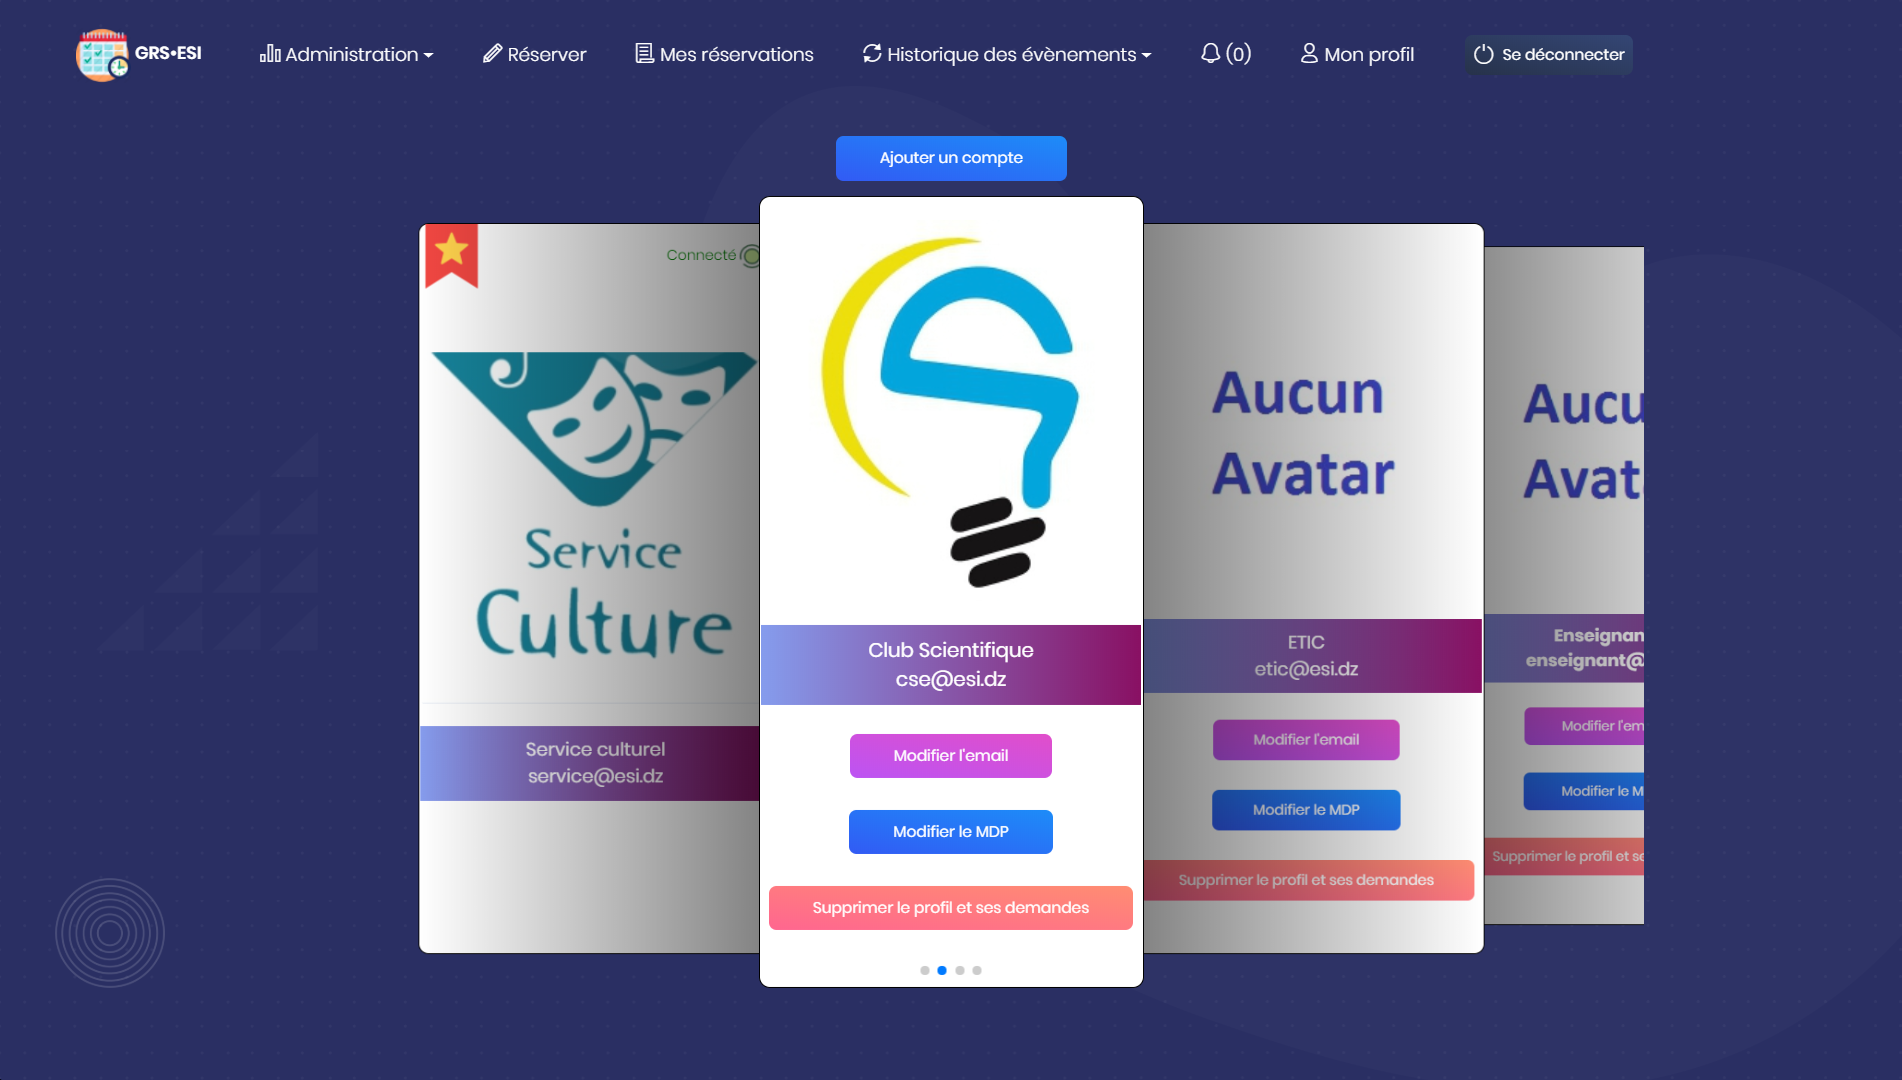 GRS•ESI
Administration
Réserver
Mes réservations
Historique des évènements
(0)
Mon profil
Se déconnecter
Ajouter un compte
Connecté
Service
Culture
Service culturel
service@esi.dz
Club Scientifique
cse@esi.dz
Modifier l'email
Modifier le MDP
Supprimer le profil et ses demandes
Aucun
Avatar
ETIC
etic@esi.dz
Modifier l'email
Modifier le MDP
Supprimer le profil et ses demandes
Aucu
Avat
Enseignan
enseignant@
Modifier l'em
Modifier le M
Supprimer le profil et se